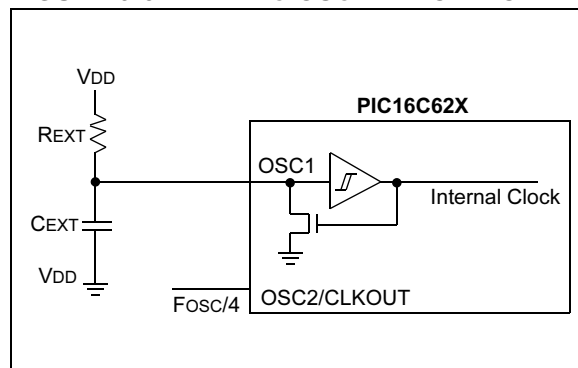 VDD
PIC16C62X
REXT
OSC1
Internal Clock
CEXT
VDD
FOSC/4
OSC2/CLKOUT